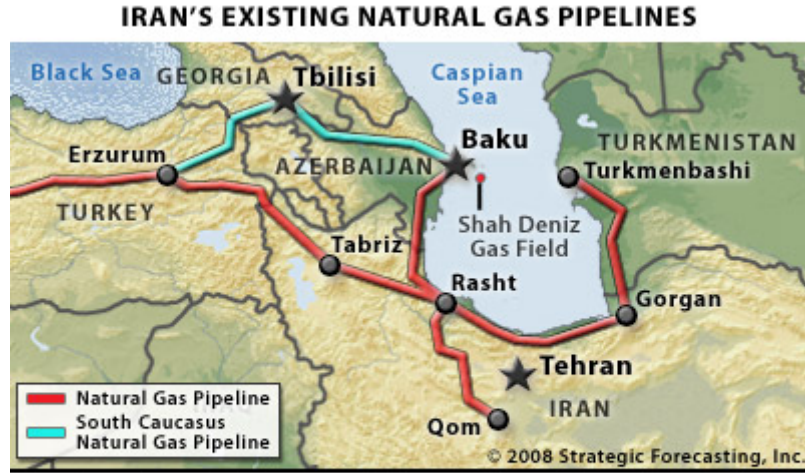 IRAN'S EXISTING NATURAL GAS PIPELINES
Black Sea
GEORGIA
Tbilisi
Caspian
Sea
Erzurum
AZERBAIJAN
Baku
TURKMENISTAN
Turkmenbashi
TURKEY
Shah Deniz
Gas Field
Tabriz
Rasht
Gorgan
Tehran
Natural Gas Pipeline
South Caucasus
Natural Gas Pipeline
IRAQ
Qom
IRAN
© 2008 Strategic Forecasting, Inc.